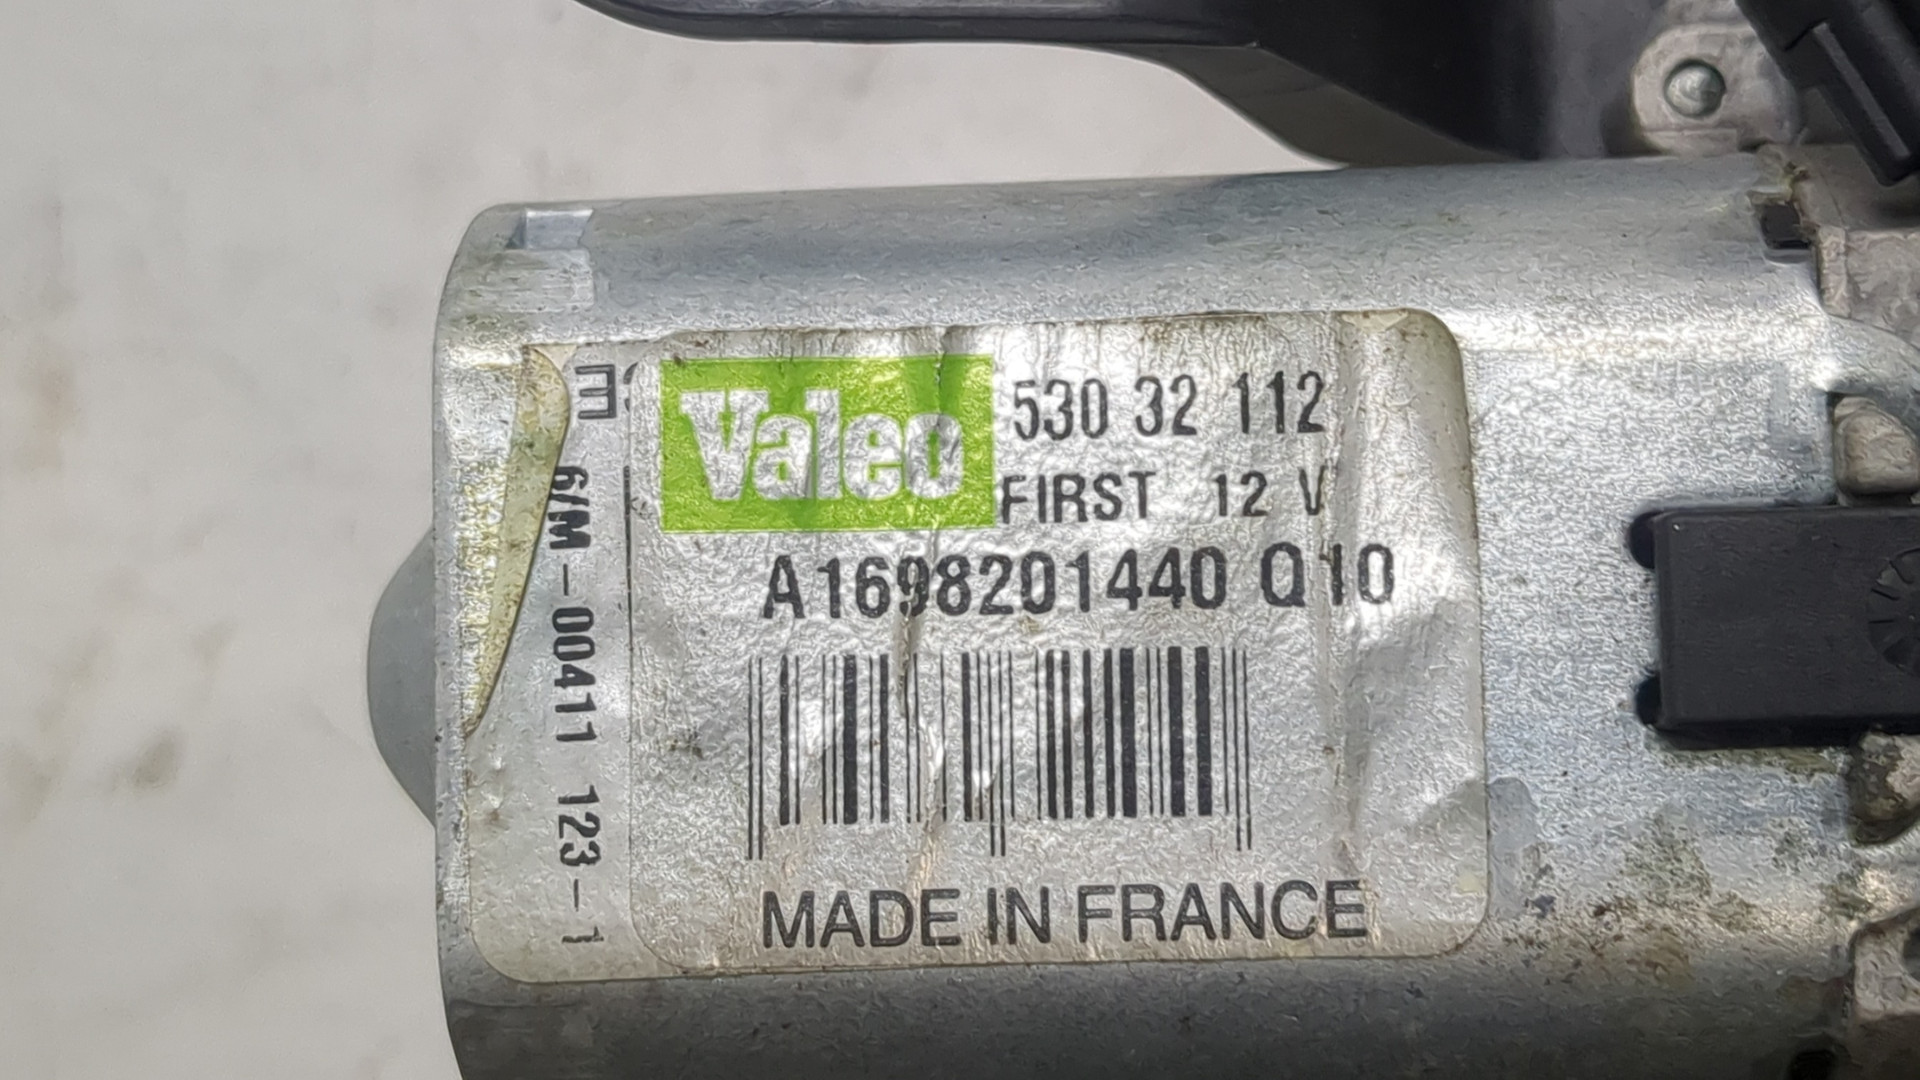 Valeo 530 32 112
FIRST 12 V
A1698201440 Q10
MADE IN FRANCE
E 6/M-00411 123-1